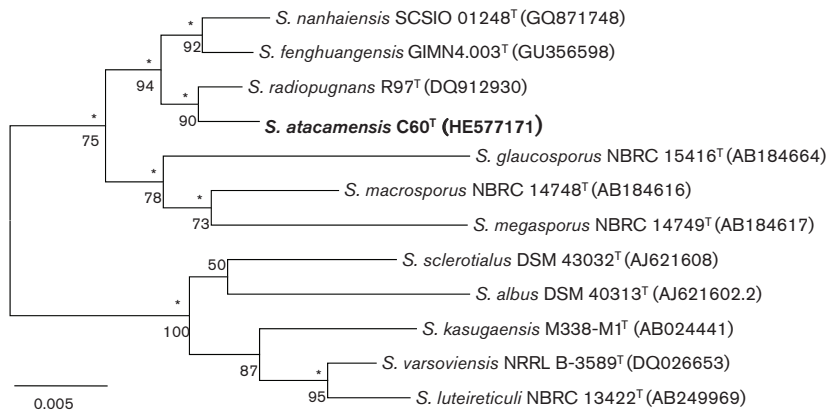 S. nanhaiensis SCSIO 01248ᵀ (GQ871748)
*
92
S. fenghuangensis GIMN4.003ᵀ (GU356598)
*
94
S. radiopugnans R97ᵀ (DQ912930)
*
90
*
75
S. atacamensis C60ᵀ (HE577171)
S. glaucosporus NBRC 15416ᵀ (AB184664)
*
78
S. macrosporus NBRC 14748ᵀ (AB184616)
*
73
S. megasporus NBRC 14749ᵀ (AB184617)
S. sclerotialus DSM 43032ᵀ (AJ621608)
50
S. albus DSM 40313ᵀ (AJ621602.2)
*
100
S. kasugaensis M338-M1ᵀ (AB024441)
87
S. varsoviensis NRRL B-3589ᵀ (DQ026653)
*
95
S. luteireticuli NBRC 13422ᵀ (AB249969)
0.005